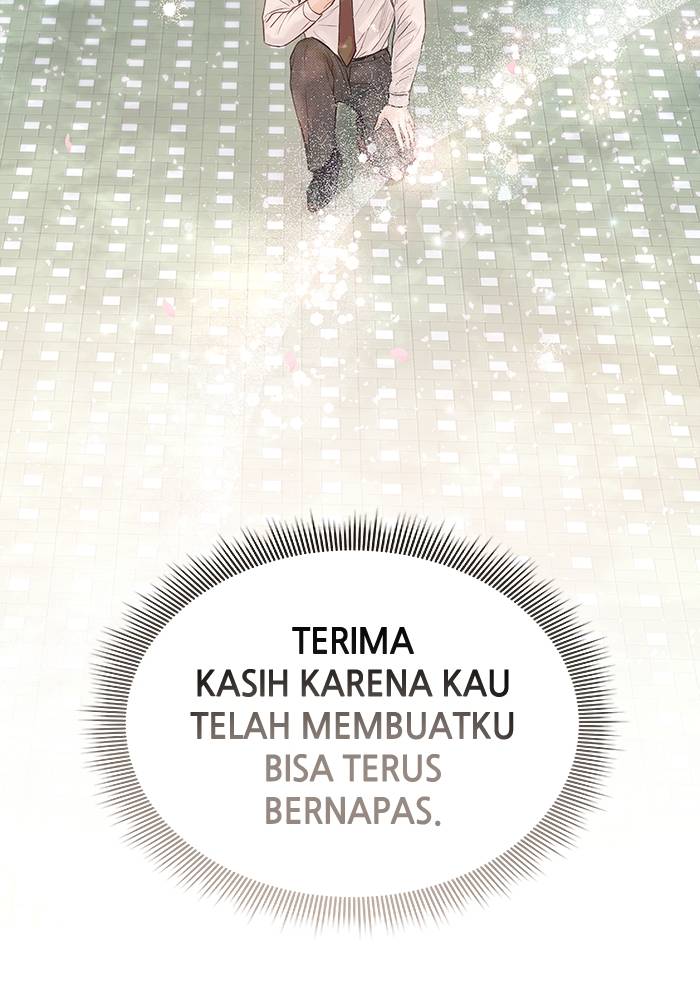 TERIMA
KASIH KARENA KAU
TELAH MEMBUATKU
BISA TERUS
BERNAPAS.